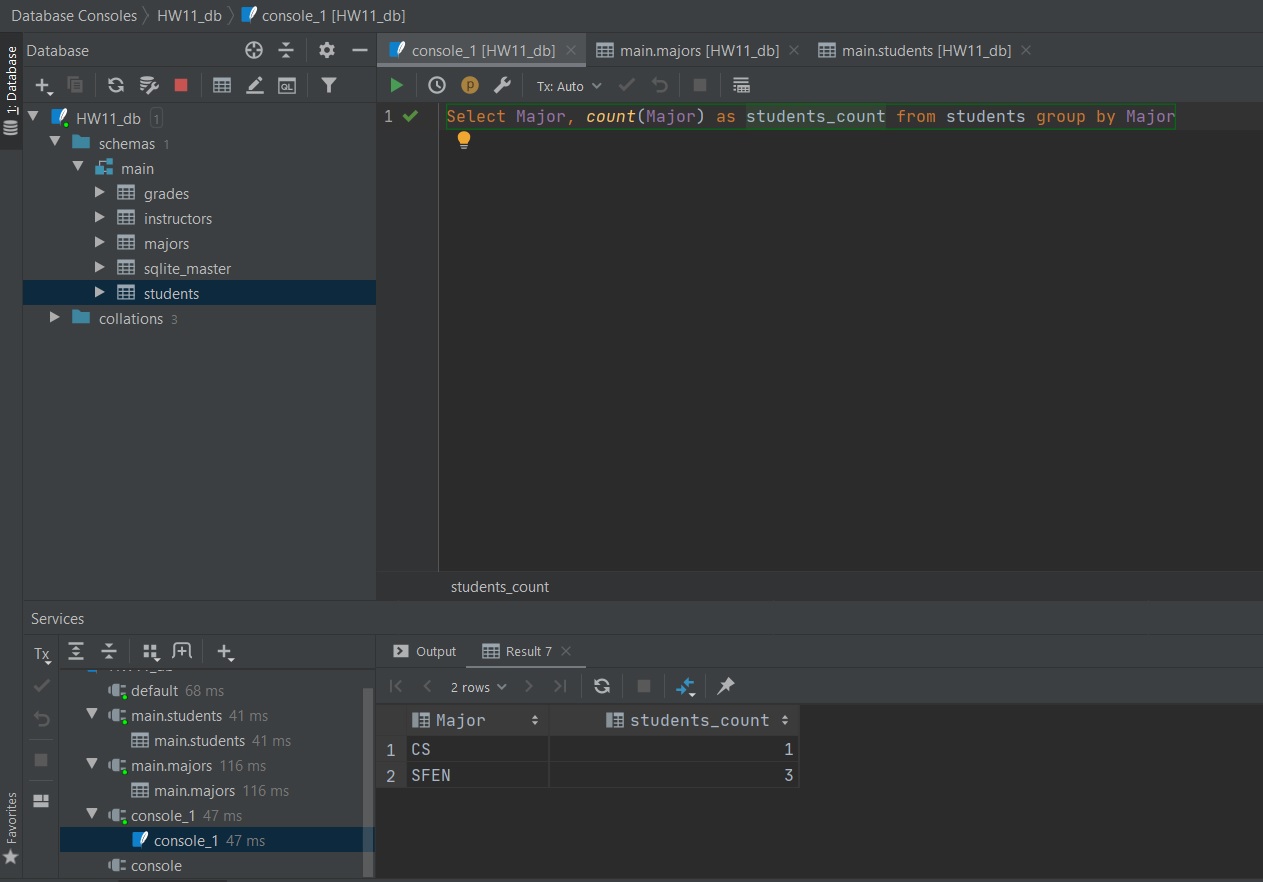 Database Consoles HW11_db console_1 [HW11_db]
1: Database
Database
console_1 [HW11_db] main.majors [HW11_db] main.students [HW11_db]
QL
p Tx: Auto
HW11_db 1
schemas 1
main
grades
instructors
majors
sqlite_master
students
collations 3
1 Select Major, count(Major) as students_count from students group by Major
students_count
Services
Tx
default 68 ms
main.students 41 ms
main.students 41 ms
main.majors 116 ms
main.majors 116 ms
console_1 47 ms
console_1 47 ms
console
Favorites
Output Result 7
2 rows
Major students_count
1 CS 1
2 SFEN 3